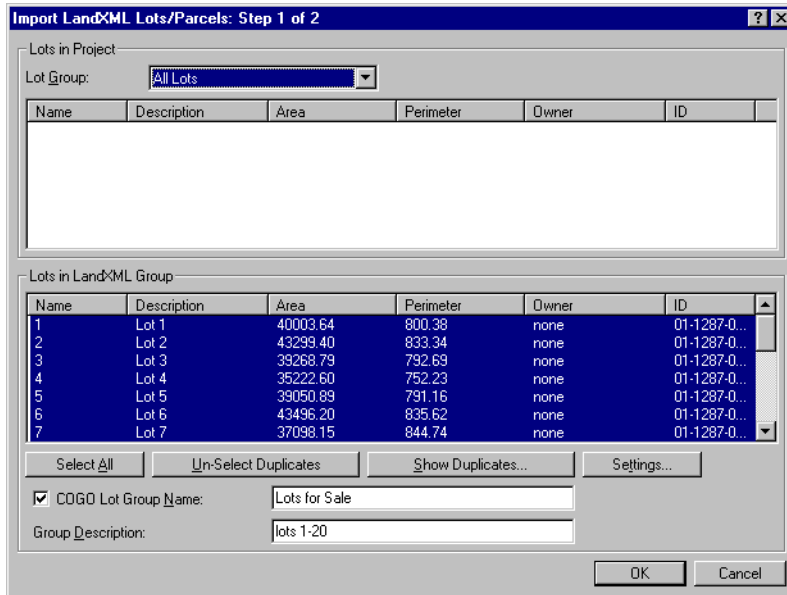 Import LandXML Lots/Parcels: Step 1 of 2
Lots in Project
Lot Group: All Lots
Name Description Area Perimeter Owner ID
Lots in LandXML Group
Name Description Area Perimeter Owner ID
1 Lot 1 40003.64 800.38 none 01-1287-0...
2 Lot 2 43299.40 833.34 none 01-1287-0...
3 Lot 3 39268.79 792.69 none 01-1287-0...
4 Lot 4 35222.60 752.23 none 01-1287-0...
5 Lot 5 39050.89 791.16 none 01-1287-0...
6 Lot 6 43496.20 835.62 none 01-1287-0...
7 Lot 7 37098.15 844.74 none 01-1287-0...
Select All Un-Select Duplicates Show Duplicates... Settings...
COGO Lot Group Name: Lots for Sale
Group Description: lots 1-20
OK Cancel